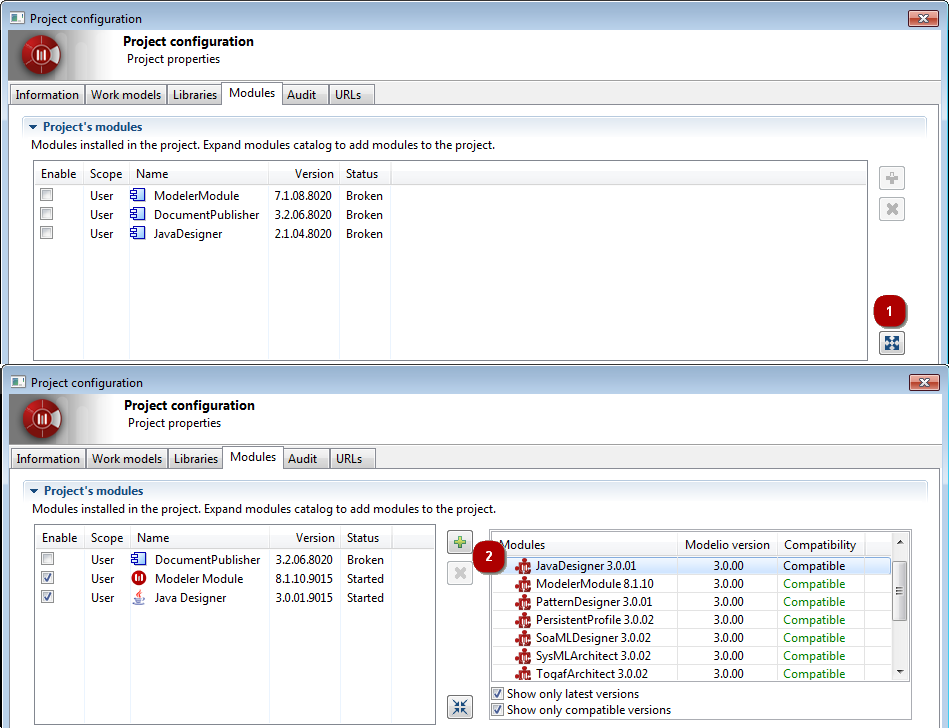 Project configuration
Project configuration
Project properties
Information Work models Libraries Modules Audit URLs
Project's modules
Modules installed in the project. Expand modules catalog to add modules to the project.
Enable Scope Name Version Status
User ModelerModule 7.1.08.8020 Broken
User DocumentPublisher 3.2.06.8020 Broken
User JavaDesigner 2.1.04.8020 Broken
1
Project configuration
Project configuration
Project properties
Information Work models Libraries Modules Audit URLs
Project's modules
Modules installed in the project. Expand modules catalog to add modules to the project.
Enable Scope Name Version Status
User DocumentPublisher 3.2.06.8020 Broken
User Modeler Module 8.1.10.9015 Started
User Java Designer 3.0.01.9015 Started
2
Modules Modelio version Compatibility
JavaDesigner 3.0.01 3.0.00 Compatible
ModelerModule 8.1.10 3.0.00 Compatible
PatternDesigner 3.0.01 3.0.00 Compatible
PersistentProfile 3.0.02 3.0.00 Compatible
SoaMLDesigner 3.0.02 3.0.00 Compatible
SysMLArchitect 3.0.02 3.0.00 Compatible
TogafArchitect 3.0.02 3.0.00 Compatible
Show only latest versions
Show only compatible versions